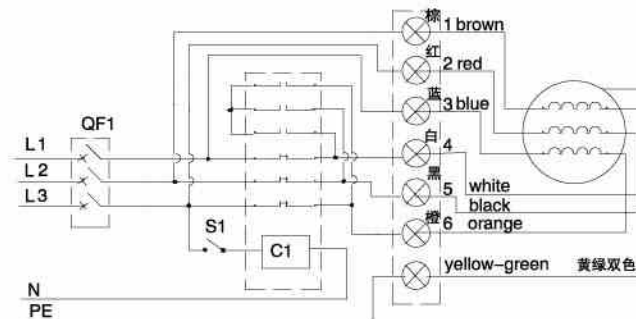 棕
1 brown
红
2 red
蓝
3 blue
QF1
L1
白
4
L2
黑
5 white
L3
black
S1
橙
6 orange
C1
yellow-green 黄绿双色
N
PE